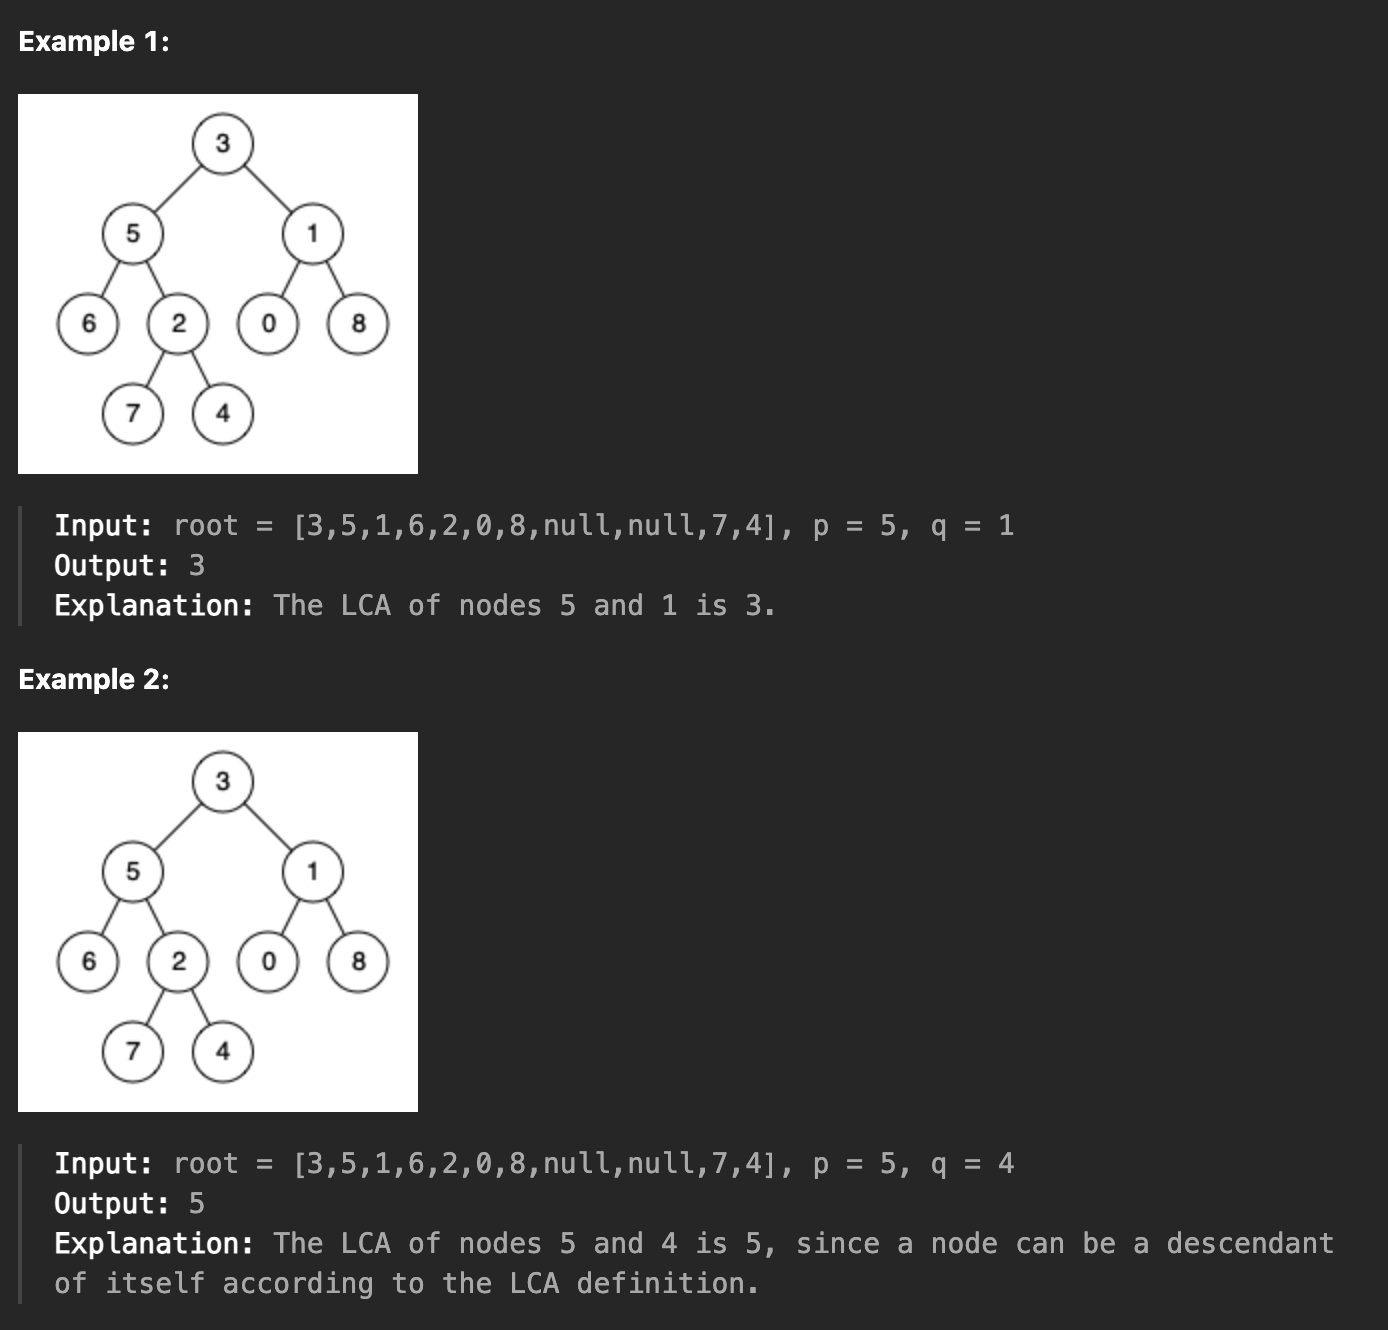 Example 1:
3
5 1
6 2 0 8
7 4
Input: root = [3,5,1,6,2,0,8,null,null,7,4], p = 5, q = 1
Output: 3
Explanation: The LCA of nodes 5 and 1 is 3.
Example 2:
3
5 1
6 2 0 8
7 4
Input: root = [3,5,1,6,2,0,8,null,null,7,4], p = 5, q = 4
Output: 5
Explanation: The LCA of nodes 5 and 4 is 5, since a node can be a descendant
of itself according to the LCA definition.